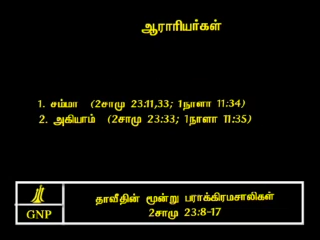 ஆராரியர்கள்
1. சம்மா (2சாமு 23:11,33; 1நாளா 11:34)
2. அகியாம் (2சாமு 23:33; 1நாளா 11:35)
GNP
தாவீதின் மூன்று பராக்கிரமசாலிகள்
2சாமு 23:8-17